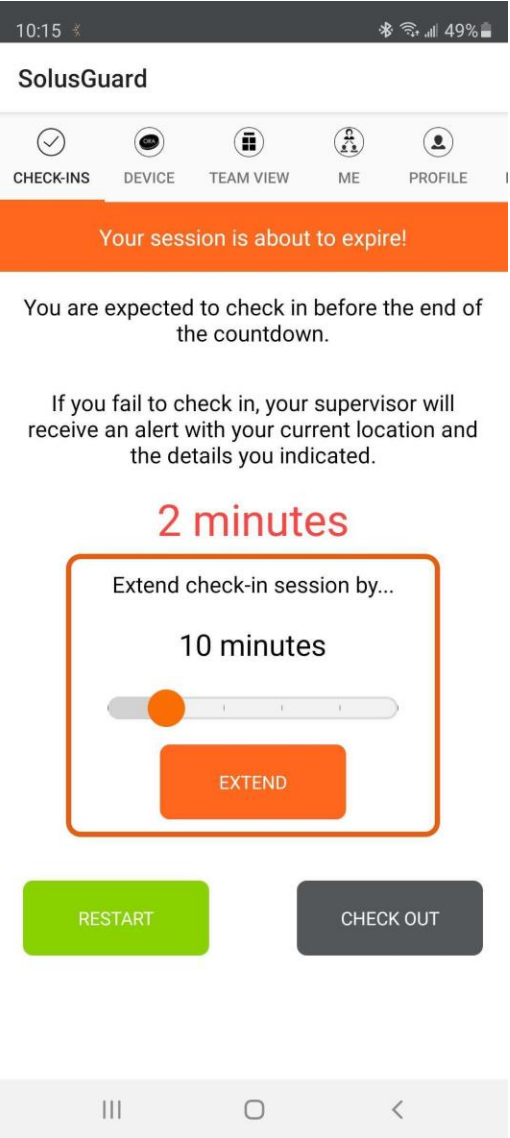 10:15 49%
SolusGuard
CHECK-INS DEVICE TEAM VIEW ME PROFILE
Your session is about to expire!
You are expected to check in before the end of
the countdown.
If you fail to check in, your supervisor will
receive an alert with your current location and
the details you indicated.
2 minutes
Extend check-in session by...
10 minutes
EXTEND
RESTART CHECK OUT